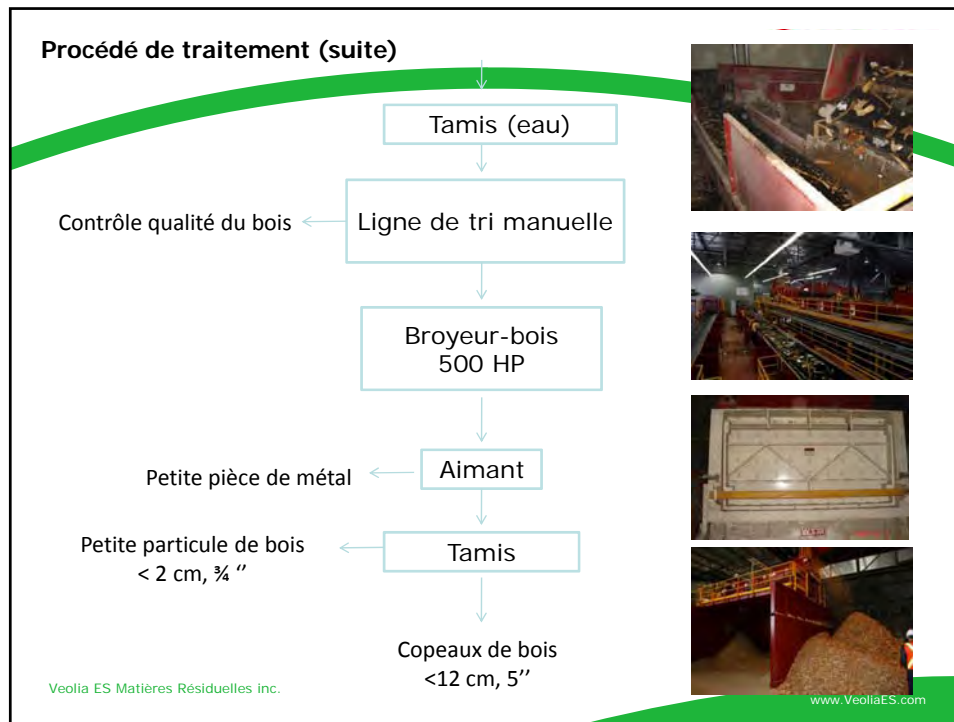 Procédé de traitement (suite)
Tamis (eau)
Contrôle qualité du bois
Ligne de tri manuelle
Broyeur-bois
500 HP
Petite pièce de métal
Aimant
Petite particule de bois
< 2 cm, ¾ ‘’
Tamis
Copeaux de bois
<12 cm, 5’’
Veolia ES Matières Résiduelles inc.
www.VeoliaES.com